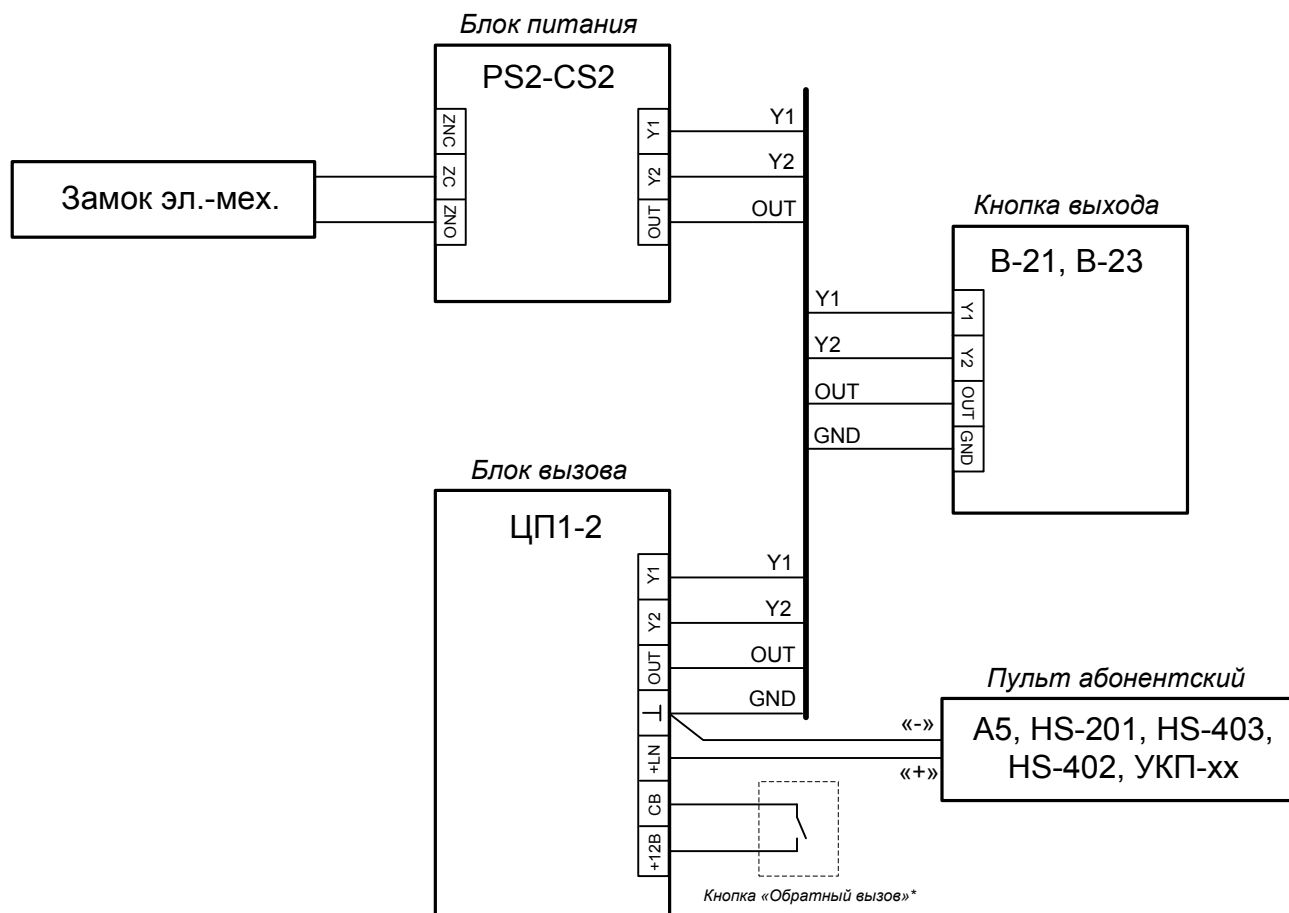 Блок питания
PS2-CS2
ZNC
ZC
ZNO
Y1
Y2
OUT
Y1
Y2
OUT
Замок эл.-мех.
Кнопка выхода
B-21, B-23
Y1
Y2
OUT
GND
Y1
Y2
OUT
GND
Блок вызова
ЦП1-2
Y1
Y2
OUT
⊥
+LN
CB
+12B
Y1
Y2
OUT
GND
Пульт абонентский
«-»
«+»
A5, HS-201, HS-403,
HS-402, УКП-хх
Кнопка «Обратный вызов»*